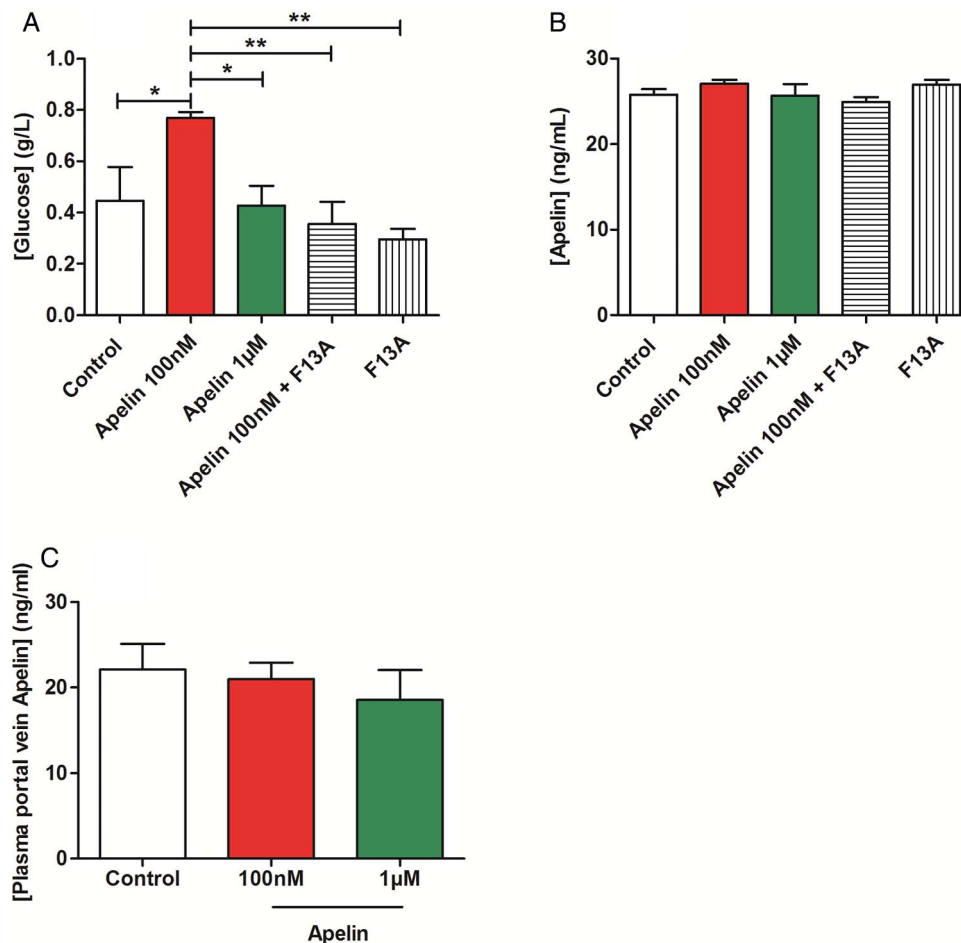 A
[Glucose] (g/L)
1.0
0.8
0.6
0.4
0.2
0.0
*
**
*
**
Control
Apelin 100nM
Apelin 1µM
Apelin 100nM + F13A
F13A
B
[Apelin] (ng/mL)
30
20
10
0
Control
Apelin 100nM
Apelin 1µM
Apelin 100nM + F13A
F13A
C
[Plasma portal vein Apelin] (ng/ml)
30
20
10
0
Control
100nM
1µM
Apelin